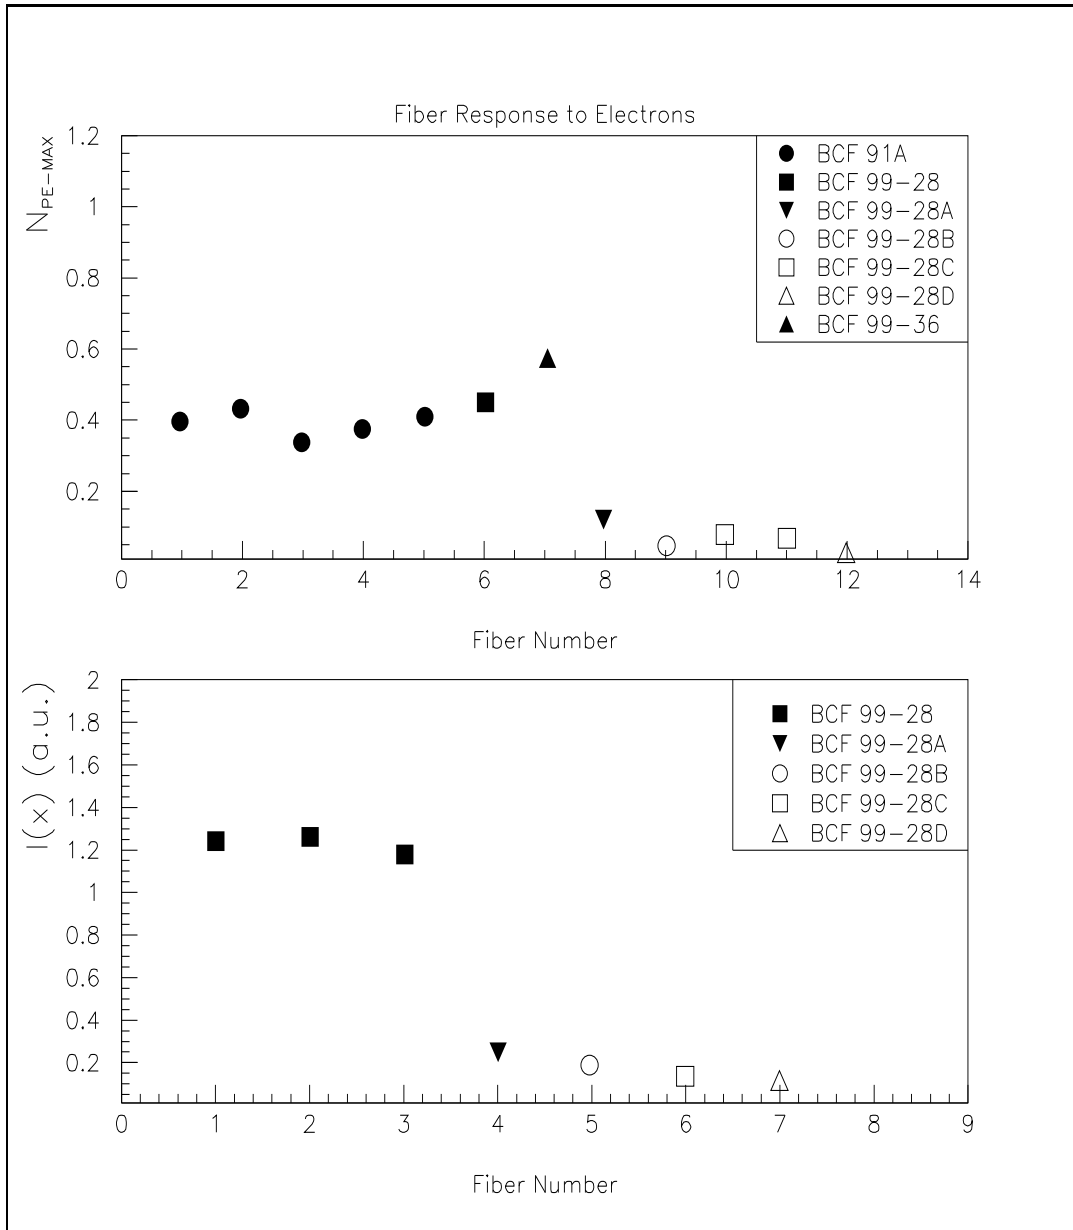 Fiber Response to Electrons
N_PE-MAX
1.2
1
0.8
0.6
0.4
0.2
BCF 91A
BCF 99-28
BCF 99-28A
BCF 99-28B
BCF 99-28C
BCF 99-28D
BCF 99-36
0 2 4 6 8 10 12 14
Fiber Number
I(x) (a.u.)
2
1.8
1.6
1.4
1.2
1
0.8
0.6
0.4
0.2
BCF 99-28
BCF 99-28A
BCF 99-28B
BCF 99-28C
BCF 99-28D
0 1 2 3 4 5 6 7 8 9
Fiber Number